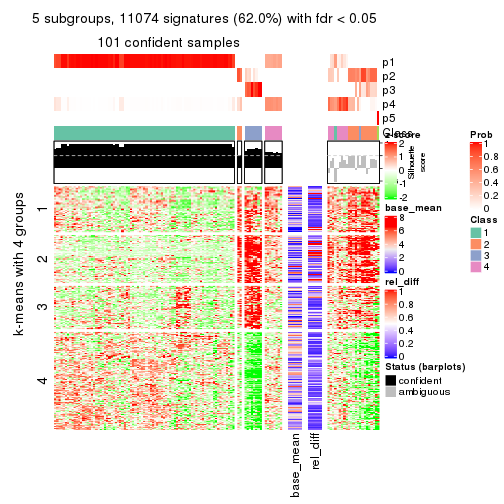 5 subgroups, 11074 signatures (62.0%) with fdr < 0.05
101 confident samples
p1
p2
p3
p4
p5
Class
Silhouette
score
k-means with 4 groups
1
2
3
4
base_mean
rel_diff
z-score
2
1
0
-1
-2
base_mean
8
6
4
2
0
rel_diff
1
0.8
0.6
0.4
0.2
0
Status (barplots)
confident
ambiguous
Prob
1
0.8
0.6
0.4
0.2
0
Class
1
2
3
4